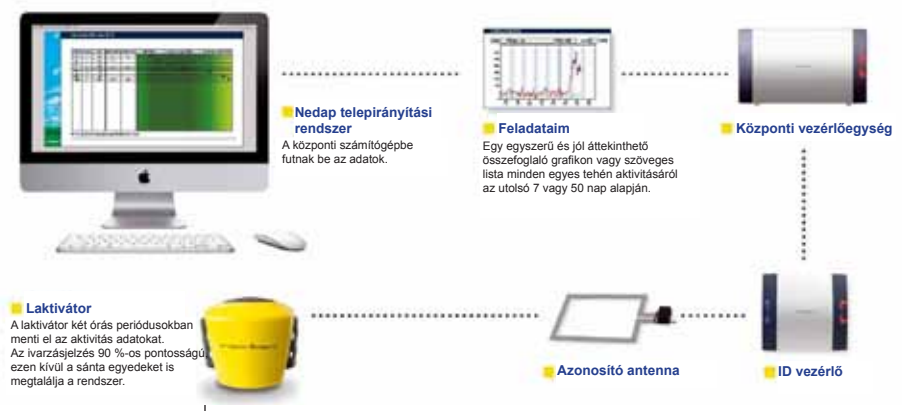 Nedap telepirányítási
rendszer
A központi számítógépbe
futnak be az adatok.
Feladataim
Egy egyszerű és jól áttekinthető
összefoglaló grafikon vagy szöveges
lista minden egyes tehén aktivitásáról
az utolsó 7 vagy 50 nap alapján.
Központi vezérlőegység
Laktivátor
A laktivátor két órás periódusokban
menti el az aktivitás adatokat.
Az ivarzásjelzés 90 %-os pontosságú,
ezen kívül a sánta egyedeket is
megtalálja a rendszer.
Azonosító antenna
ID vezérlő